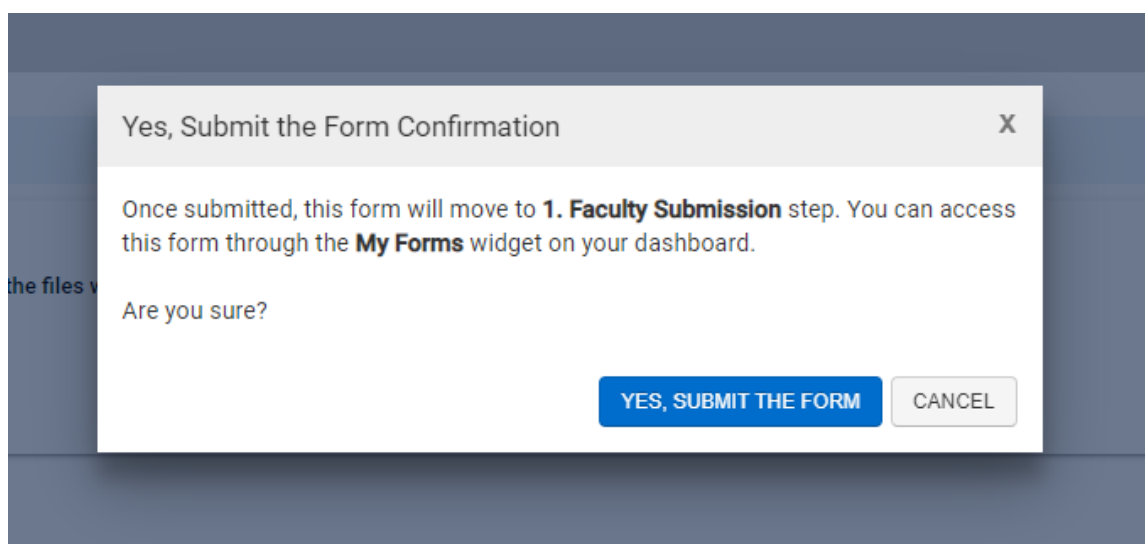 Yes, Submit the Form Confirmation
X
Once submitted, this form will move to 1. Faculty Submission step. You can access
this form through the My Forms widget on your dashboard.
the files
Are you sure?
YES, SUBMIT THE FORM
CANCEL